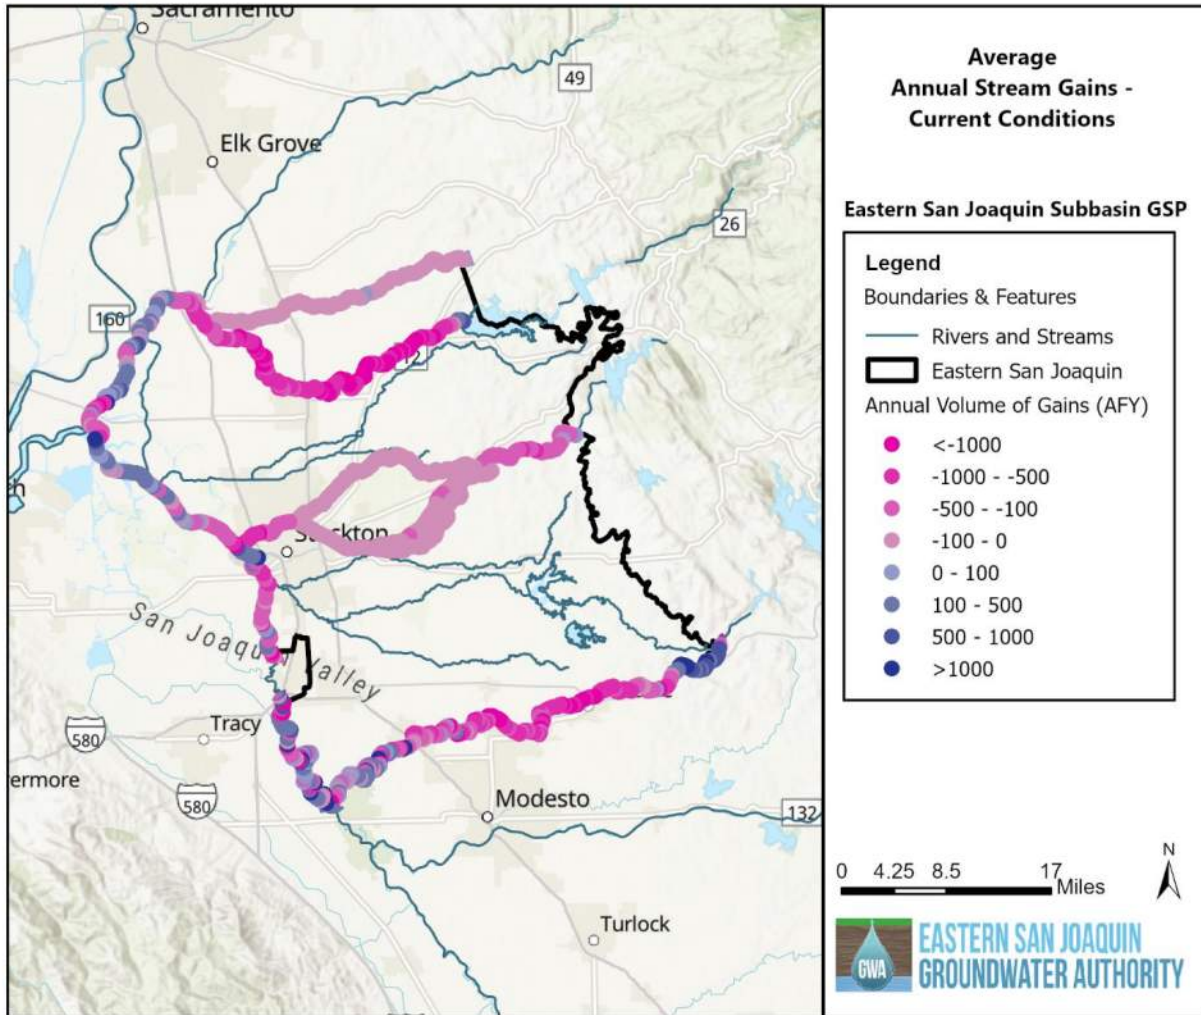 Sacramento
49
Elk Grove
26
160
12
Stockton
San Joaquin Valley
Tracy
580
ermore
580
Modesto
132
Turlock
Average
Annual Stream Gains -
Current Conditions
Eastern San Joaquin Subbasin GSP
Legend
Boundaries & Features
Rivers and Streams
Eastern San Joaquin
Annual Volume of Gains (AFY)
<-1000
-1000 - -500
-500 - -100
-100 - 0
0 - 100
100 - 500
500 - 1000
>1000
N
0 4.25 8.5 17
Miles
GWA
EASTERN SAN JOAQUIN
GROUNDWATER AUTHORITY